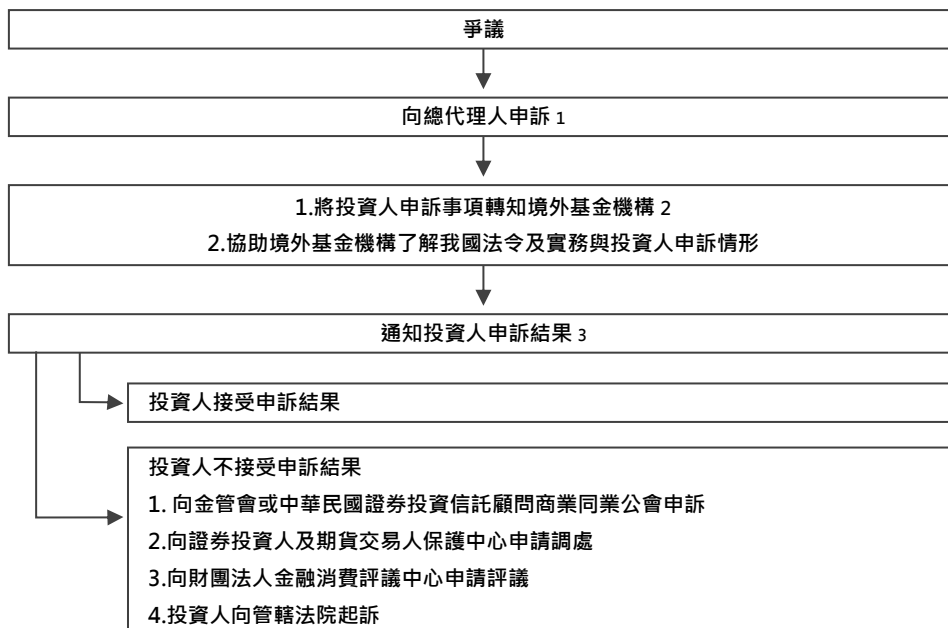 爭議
向總代理人申訴 1
1.將投資人申訴事項轉知境外基金機構 2
2.協助境外基金機構了解我國法令及實務與投資人申訴情形
通知投資人申訴結果 3
投資人接受申訴結果
投資人不接受申訴結果
1. 向金管會或中華民國證券投資信託顧問商業同業公會申訴
2.向證券投資人及期貨交易人保護中心申請調處
3.向財團法人金融消費評議中心申請評議
4.投資人向管轄法院起訴